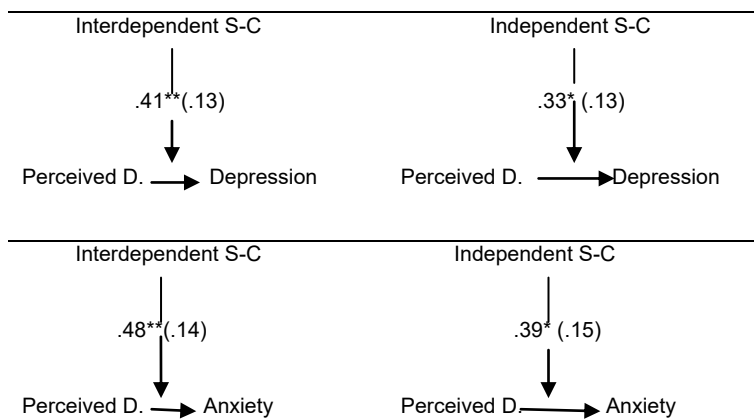 Interdependent S-C Independent S-C
.41**(.13) .33* (.13)
Perceived D. Depression Perceived D. Depression
Interdependent S-C Independent S-C
.48**(.14) .39* (.15)
Perceived D. Anxiety Perceived D. Anxiety